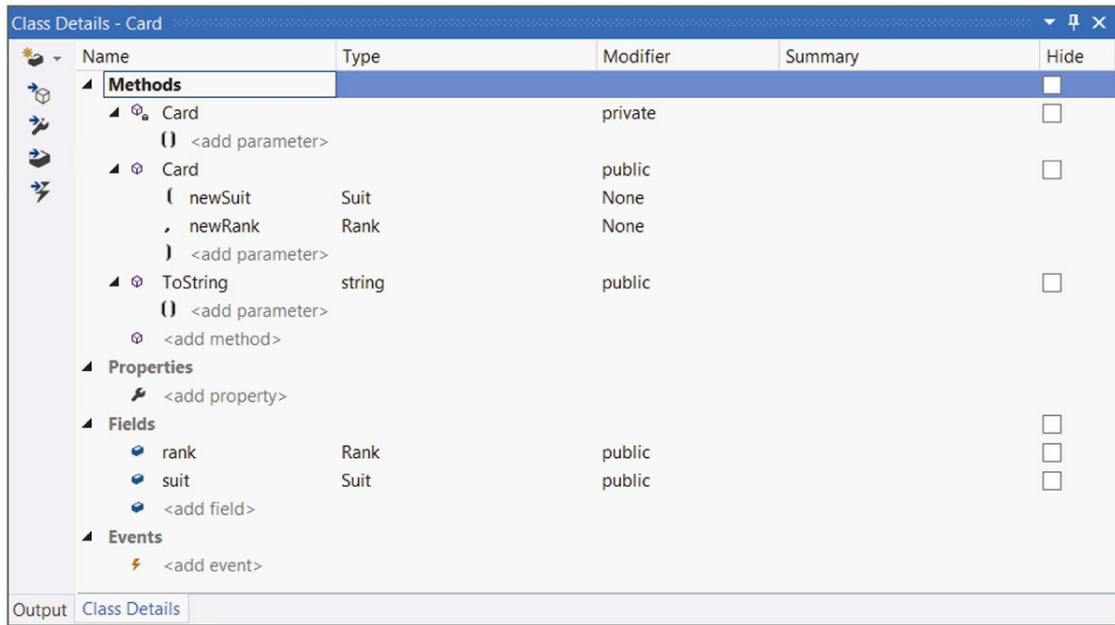 Class Details - Card
Name Type Modifier Summary Hide
Methods
Card private
() <add parameter>
Card public
( newSuit Suit None
, newRank Rank None
) <add parameter>
ToString string public
() <add parameter>
<add method>
Properties
<add property>
Fields
rank Rank public
suit Suit public
<add field>
Events
<add event>
Output Class Details